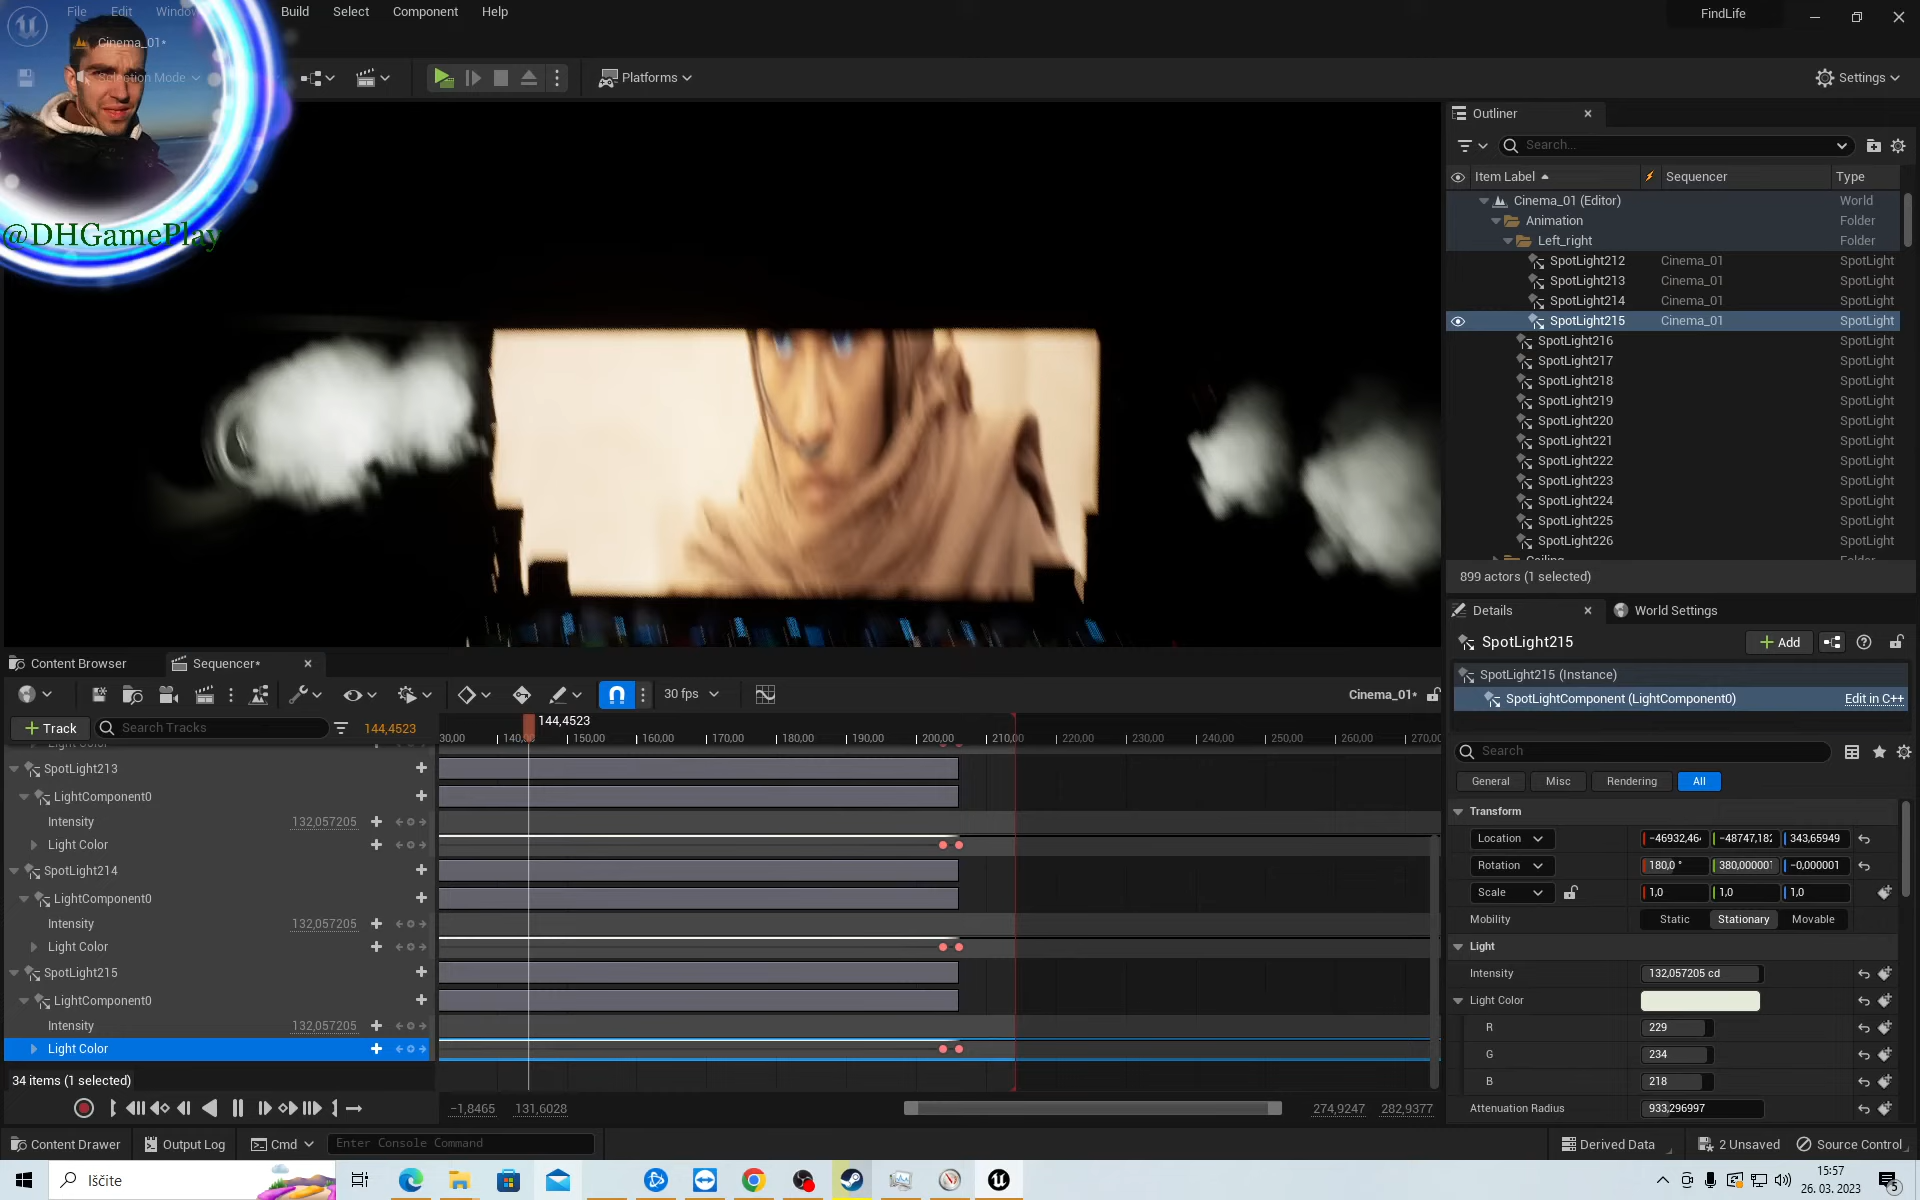 File Edit Window Build Select Component Help
FindLife
Cinema_01*
Selection Mode
Platforms
Settings
@DHGamePlay
Outliner
Search...
Item Label Sequencer Type
Cinema_01 (Editor) World
Animation Folder
Left_right Folder
SpotLight212 Cinema_01 SpotLight
SpotLight213 Cinema_01 SpotLight
SpotLight214 Cinema_01 SpotLight
SpotLight215 Cinema_01 SpotLight
SpotLight216 SpotLight
SpotLight217 SpotLight
SpotLight218 SpotLight
SpotLight219 SpotLight
SpotLight220 SpotLight
SpotLight221 SpotLight
SpotLight222 SpotLight
SpotLight223 SpotLight
SpotLight224 SpotLight
SpotLight225 SpotLight
SpotLight226 SpotLight
Ceiling Folder
899 actors (1 selected)
Details World Settings
SpotLight215 Add
SpotLight215 (Instance)
SpotLightComponent (LightComponent0) Edit in C++
Search
General Misc Rendering All
Transform
Location -46932,46 -48747,182 343,65949
Rotation 180,0 ° 380,000001 -0,000001
Scale 1,0 1,0 1,0
Mobility Static Stationary Movable
Light
Intensity 132,057205 cd
Light Color
R 229
G 234
B 218
Attenuation Radius 933,296997
Content Browser Sequencer*
30 fps Cinema_01*
Track Search Tracks 144,4523 144,4523
30,00 140, 150,00 160,00 170,00 180,00 190,00 200,00 210,00 220,00 230,00 240,00 250,00 260,00 270,00
Light Color
SpotLight213
LightComponent0
Intensity 132,057205
Light Color
SpotLight214
LightComponent0
Intensity 132,057205
Light Color
SpotLight215
LightComponent0
Intensity 132,057205
Light Color
34 items (1 selected)
-1,8465 131,6028 274,9247 282,9377
Content Drawer Output Log Cmd Enter Console Command Derived Data 2 Unsaved Source Control
Iščite
15:57
26. 03. 2023
5